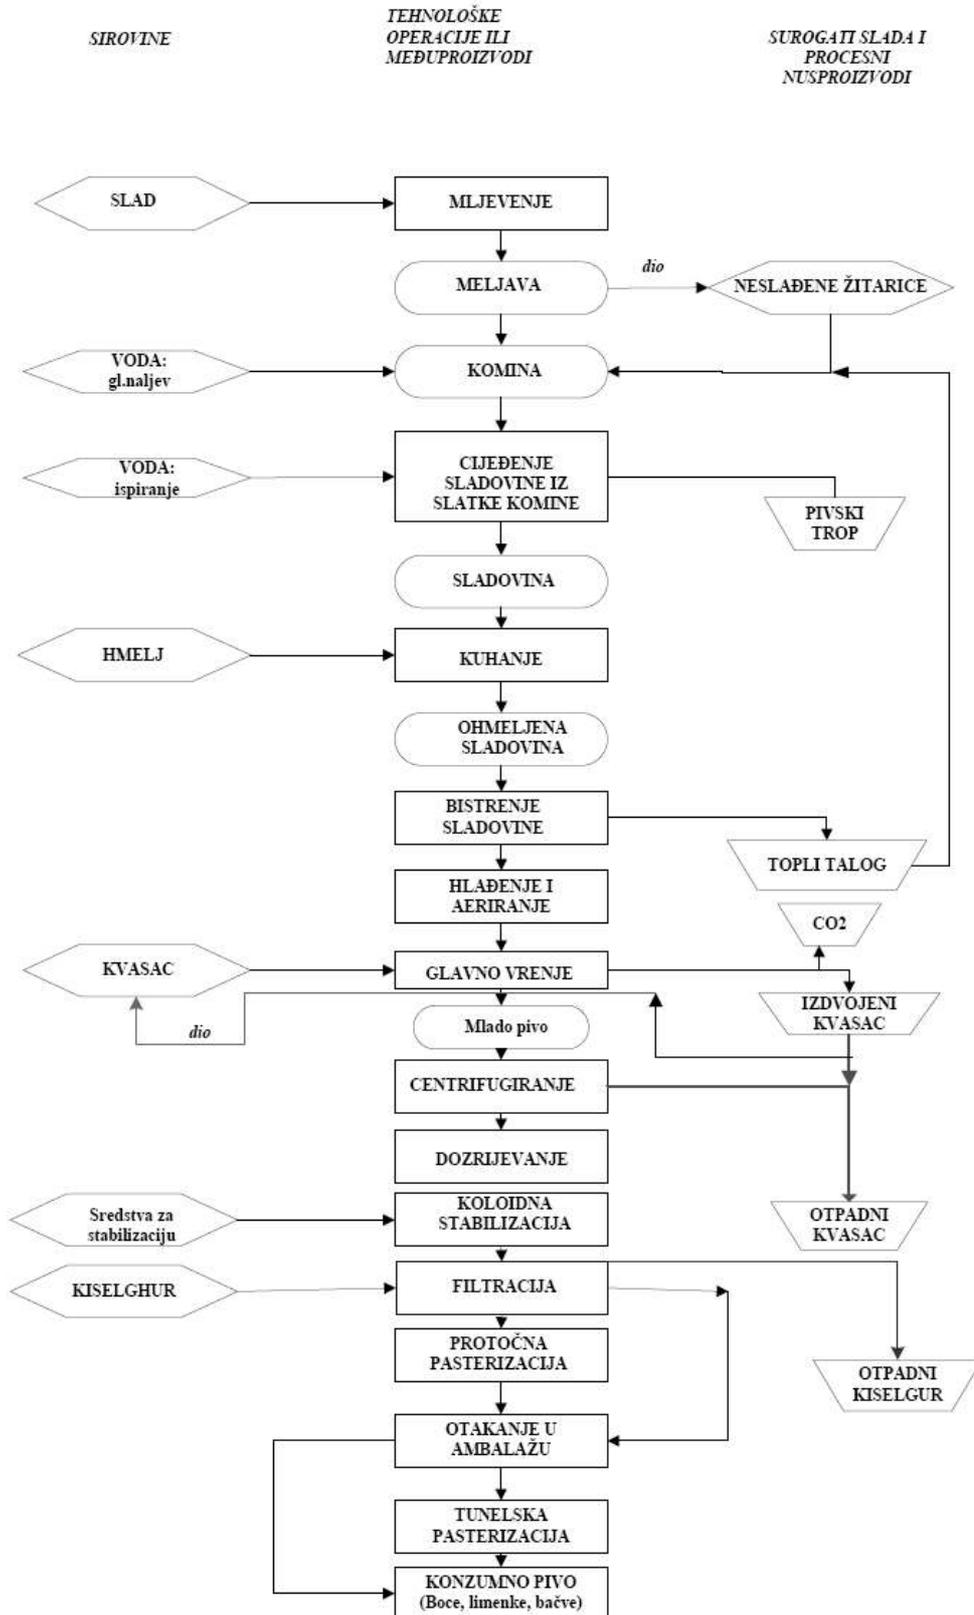 SIROVINE
TEHNOLOŠKE
OPERACIJE ILI
MEĐUPROIZVODI
SUROGATI SLADA I
PROCESNI
NUSPROIZVODI
SLAD
MLJEVENJE
MELJAVA
dio
NESLAĐENE ŽITARICE
VODA:
gl.naljev
KOMINA
VODA:
ispiranje
CIJEĐENJE
SLADOVINE IZ
SLATKE KOMINE
PIVSKI
TROP
SLADOVINA
HMELJ
KUHANJE
OHMELJENA
SLADOVINA
BISTRENJE
SLADOVINE
TOPLI TALOG
HLAĐENJE I
AERIRANJE
CO2
KVASAC
GLAVNO VRENJE
IZDVOJENI
KVASAC
dio
Mlado pivo
CENTRIFUGIRANJE
DOZRIJEVANJE
Sredstva za
stabilizaciju
KOLOIDNA
STABILIZACIJA
OTPADNI
KVASAC
KISELGHUR
FILTRACIJA
PROTOČNA
PASTERIZACIJA
OTPADNI
KISELGUR
OTAKANJE U
AMBALAŽU
TUNELSKA
PASTERIZACIJA
KONZUMNO PIVO
(Boce, limenke, bačve)